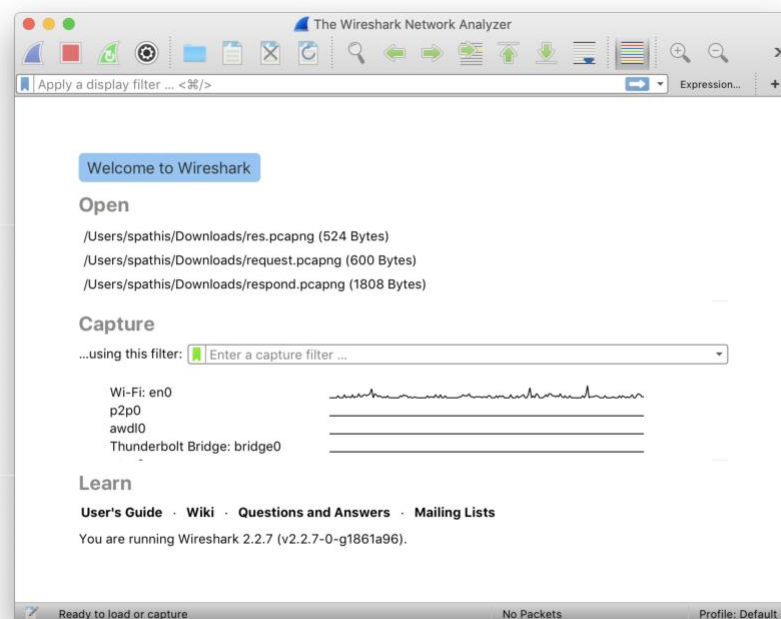 The Wireshark Network Analyzer
Apply a display filter ... <⌘/>
Expression... +
Welcome to Wireshark
Open
/Users/spathis/Downloads/res.pcapng (524 Bytes)
/Users/spathis/Downloads/request.pcapng (600 Bytes)
/Users/spathis/Downloads/respond.pcapng (1808 Bytes)
Capture
...using this filter: Enter a capture filter ...
Wi-Fi: en0
p2p0
awdl0
Thunderbolt Bridge: bridge0
Learn
User's Guide · Wiki · Questions and Answers · Mailing Lists
You are running Wireshark 2.2.7 (v2.2.7-0-g1861a96).
Ready to load or capture No Packets Profile: Default